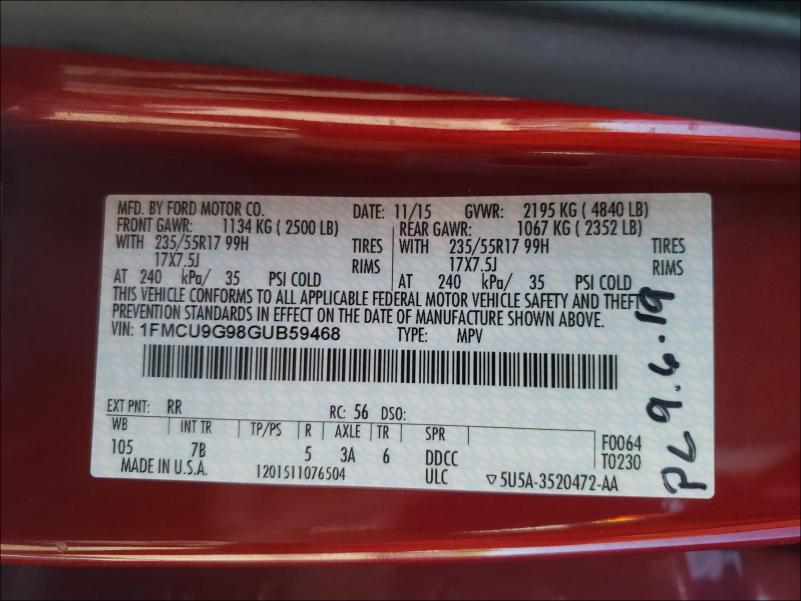 MFD. BY FORD MOTOR CO. DATE: 11/15 GVWR: 2195 KG ( 4840 LB)
FRONT GAWR: 1134 KG ( 2500 LB) REAR GAWR: 1067 KG ( 2352 LB)
WITH 235/55R17 99H TIRES WITH 235/55R17 99H TIRES
17X7.5J RIMS 17X7.5J RIMS
AT 240 kPa/ 35 PSI COLD AT 240 kPa/ 35 PSI COLD
THIS VEHICLE CONFORMS TO ALL APPLICABLE FEDERAL MOTOR VEHICLE SAFETY AND THEFT
PREVENTION STANDARDS IN EFFECT ON THE DATE OF MANUFACTURE SHOWN ABOVE.
VIN: 1FMCU9G98GUB59468 TYPE: MPV
EXT PNT: RR RC: 56 DSO:
WB INT TR TP/PS R AXLE TR SPR F0064
105 7B 5 3A 6 DDCC T0230
MADE IN U.S.A. 1201511076504 ULC ▽5U5A-3520472-AA
PL 9.6.19